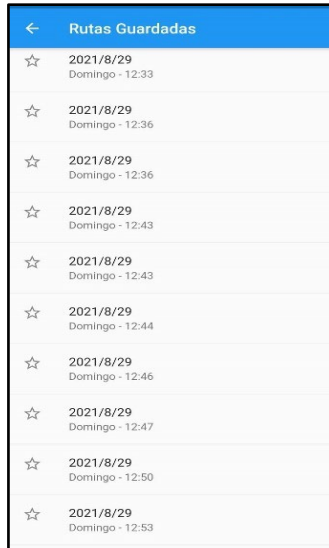 Rutas Guardadas
2021/8/29
Domingo - 12:33
2021/8/29
Domingo - 12:36
2021/8/29
Domingo - 12:36
2021/8/29
Domingo - 12:43
2021/8/29
Domingo - 12:43
2021/8/29
Domingo - 12:44
2021/8/29
Domingo - 12:46
2021/8/29
Domingo - 12:47
2021/8/29
Domingo - 12:50
2021/8/29
Domingo - 12:53